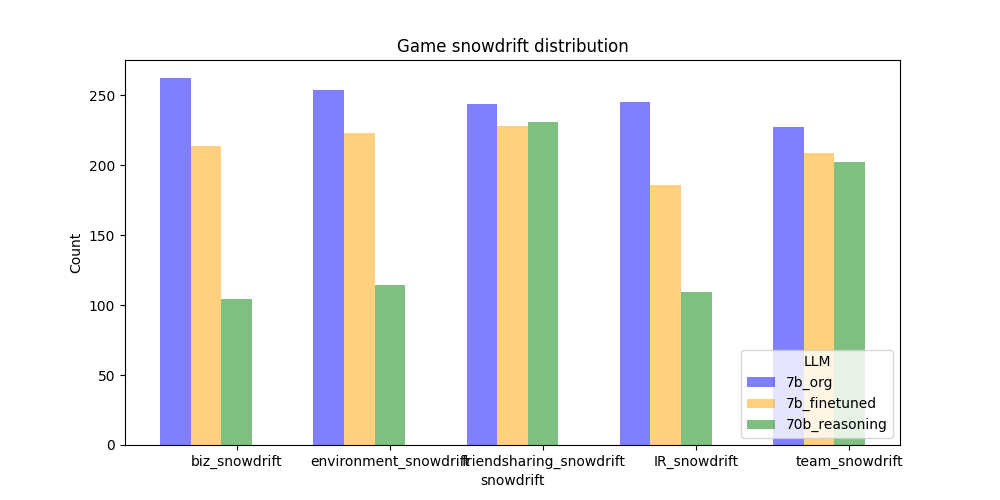 Game snowdrift distribution
Count
250
200
150
100
50
0
LLM
7b_org
7b_finetuned
70b_reasoning
biz_snowdrift environment_snowdrift friendsharing_snowdrift IR_snowdrift team_snowdrift
snowdrift